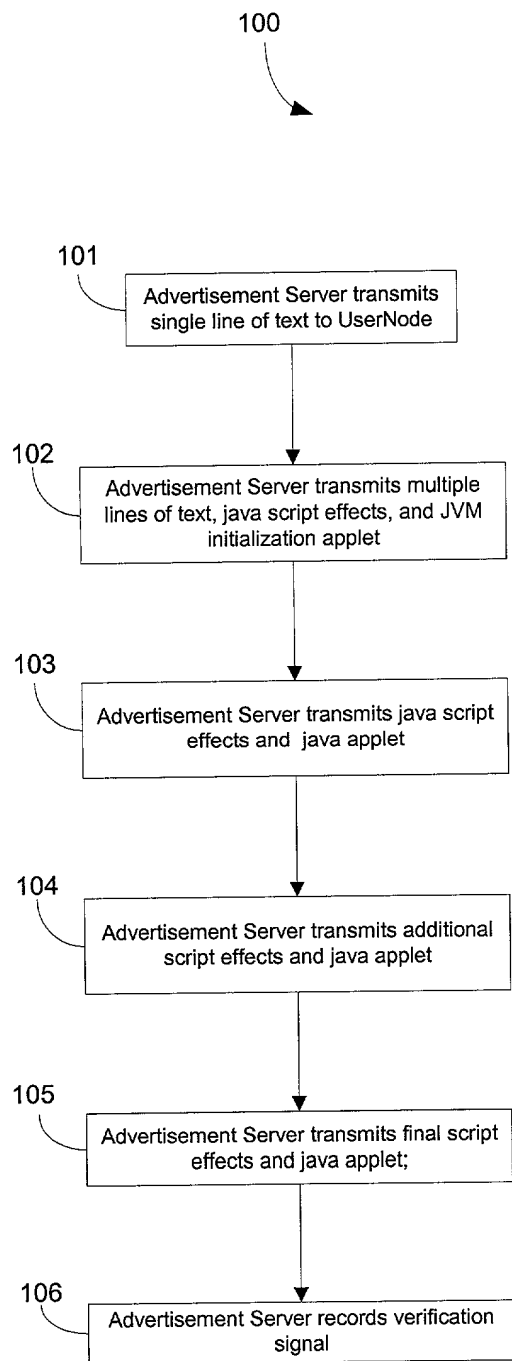 100
101
Advertisement Server transmits
single line of text to UserNode
102
Advertisement Server transmits multiple
lines of text, java script effects, and JVM
initialization applet
103
Advertisement Server transmits java script
effects and java applet
104
Advertisement Server transmits additional
script effects and java applet
105
Advertisement Server transmits final script
effects and java applet;
106
Advertisement Server records verification
signal